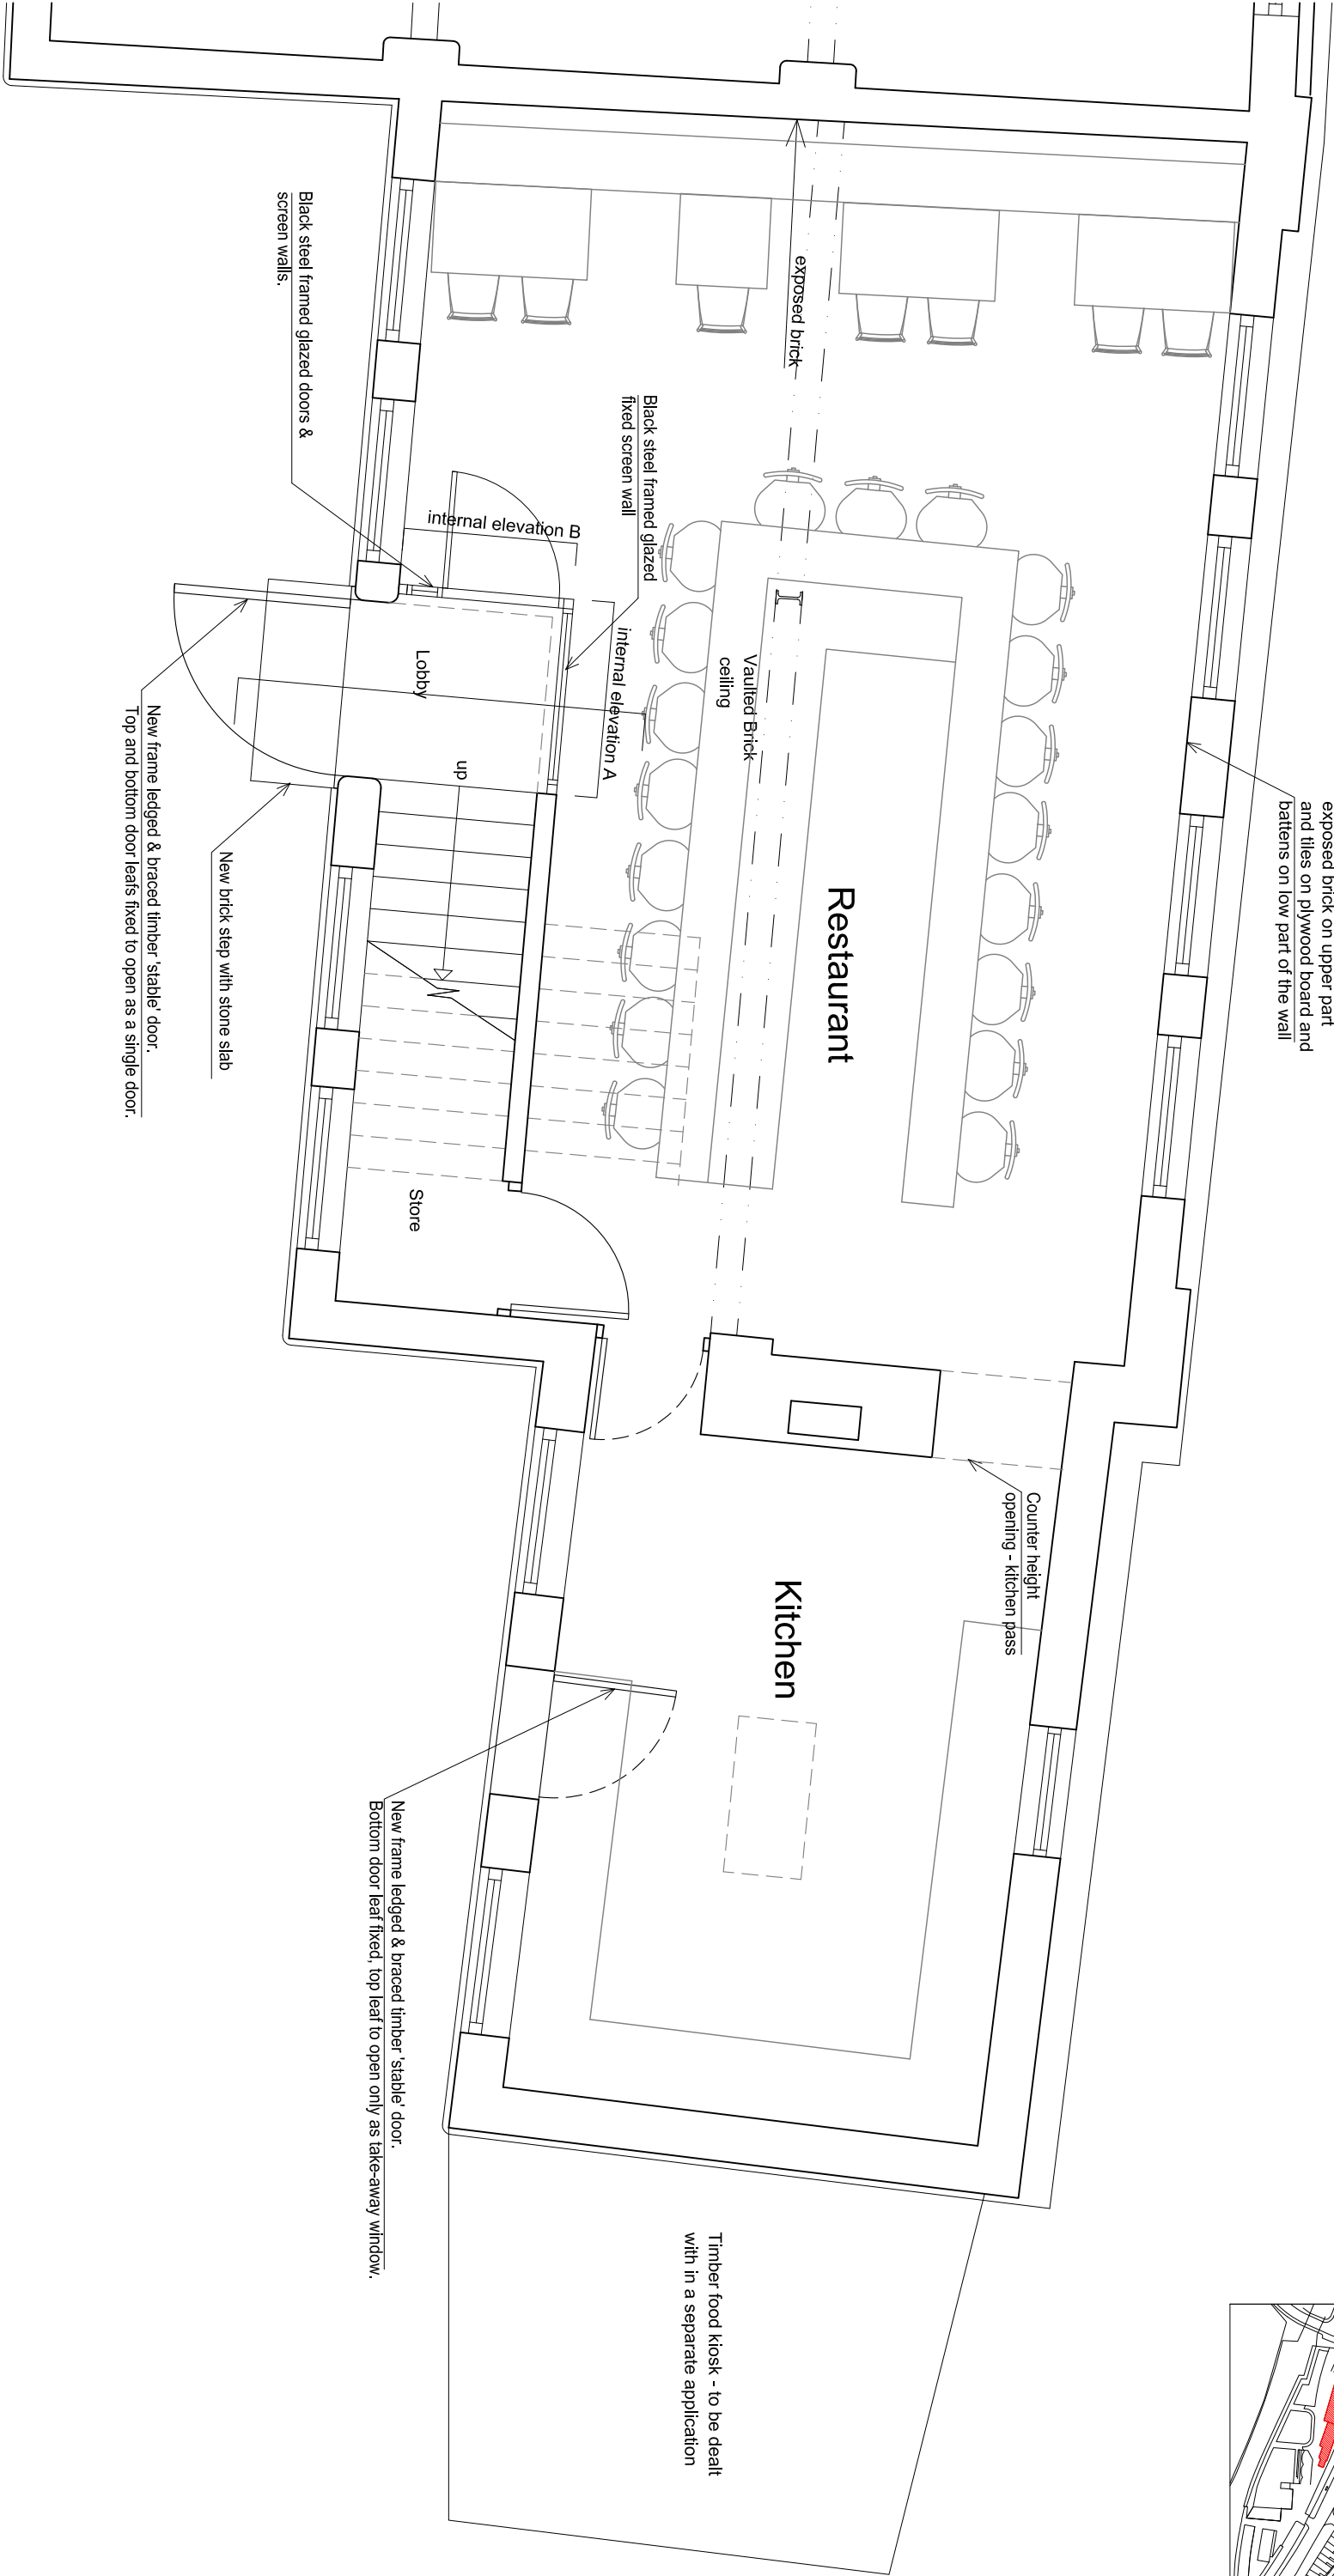 exposed brick on upper part
and tiles on plywood board and
battens on low part of the wall
exposed brick
Black steel framed glazed doors &
screen walls.
Black steel framed glazed
fixed screen wall
internal elevation B
internal elevation A
Vaulted Brick
ceiling
Restaurant
Lobby
up
New frame ledged & braced timber 'stable' door.
Top and bottom door leafs fixed to open as a single door.
New brick step with stone slab
Store
Counter height
opening - kitchen pass
Kitchen
New frame ledged & braced timber 'stable' door.
Bottom door leaf fixed, top leaf to open only as take-away window.
Timber food kiosk - to be dealt
with in a separate application